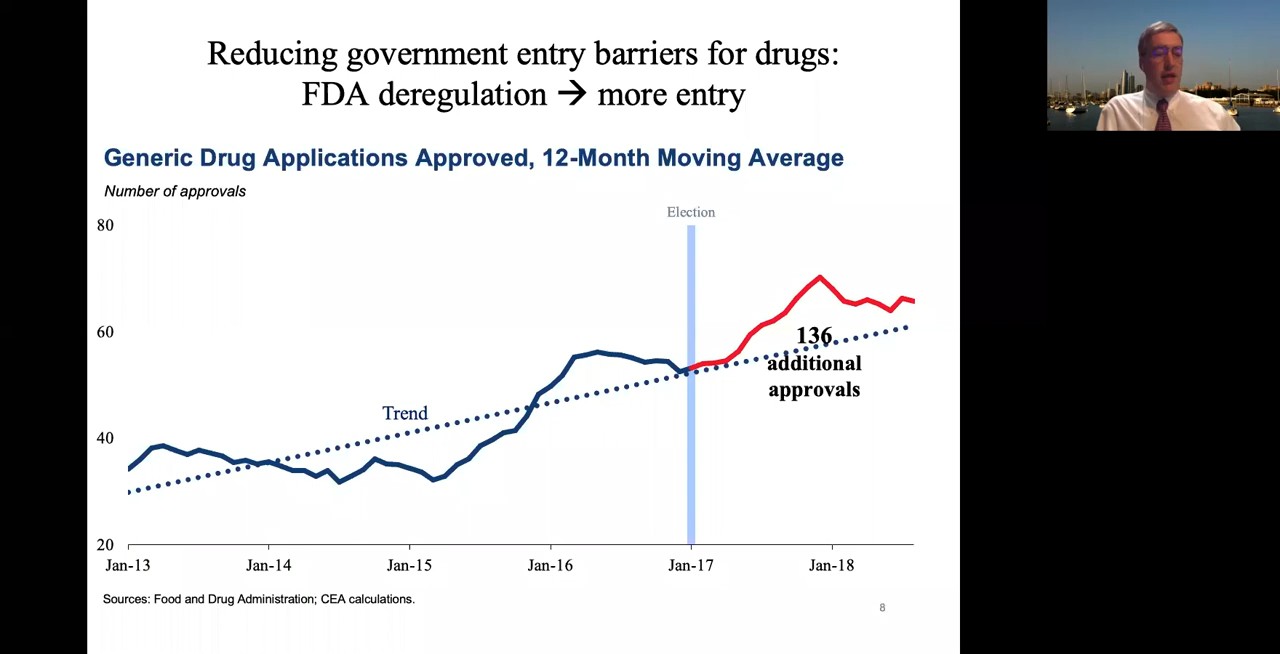 Reducing government entry barriers for drugs:
FDA deregulation → more entry
Generic Drug Applications Approved, 12-Month Moving Average
Number of approvals
Election
80
60
40
20
Trend
136
additional
approvals
Jan-13 Jan-14 Jan-15 Jan-16 Jan-17 Jan-18
Sources: Food and Drug Administration; CEA calculations.
8